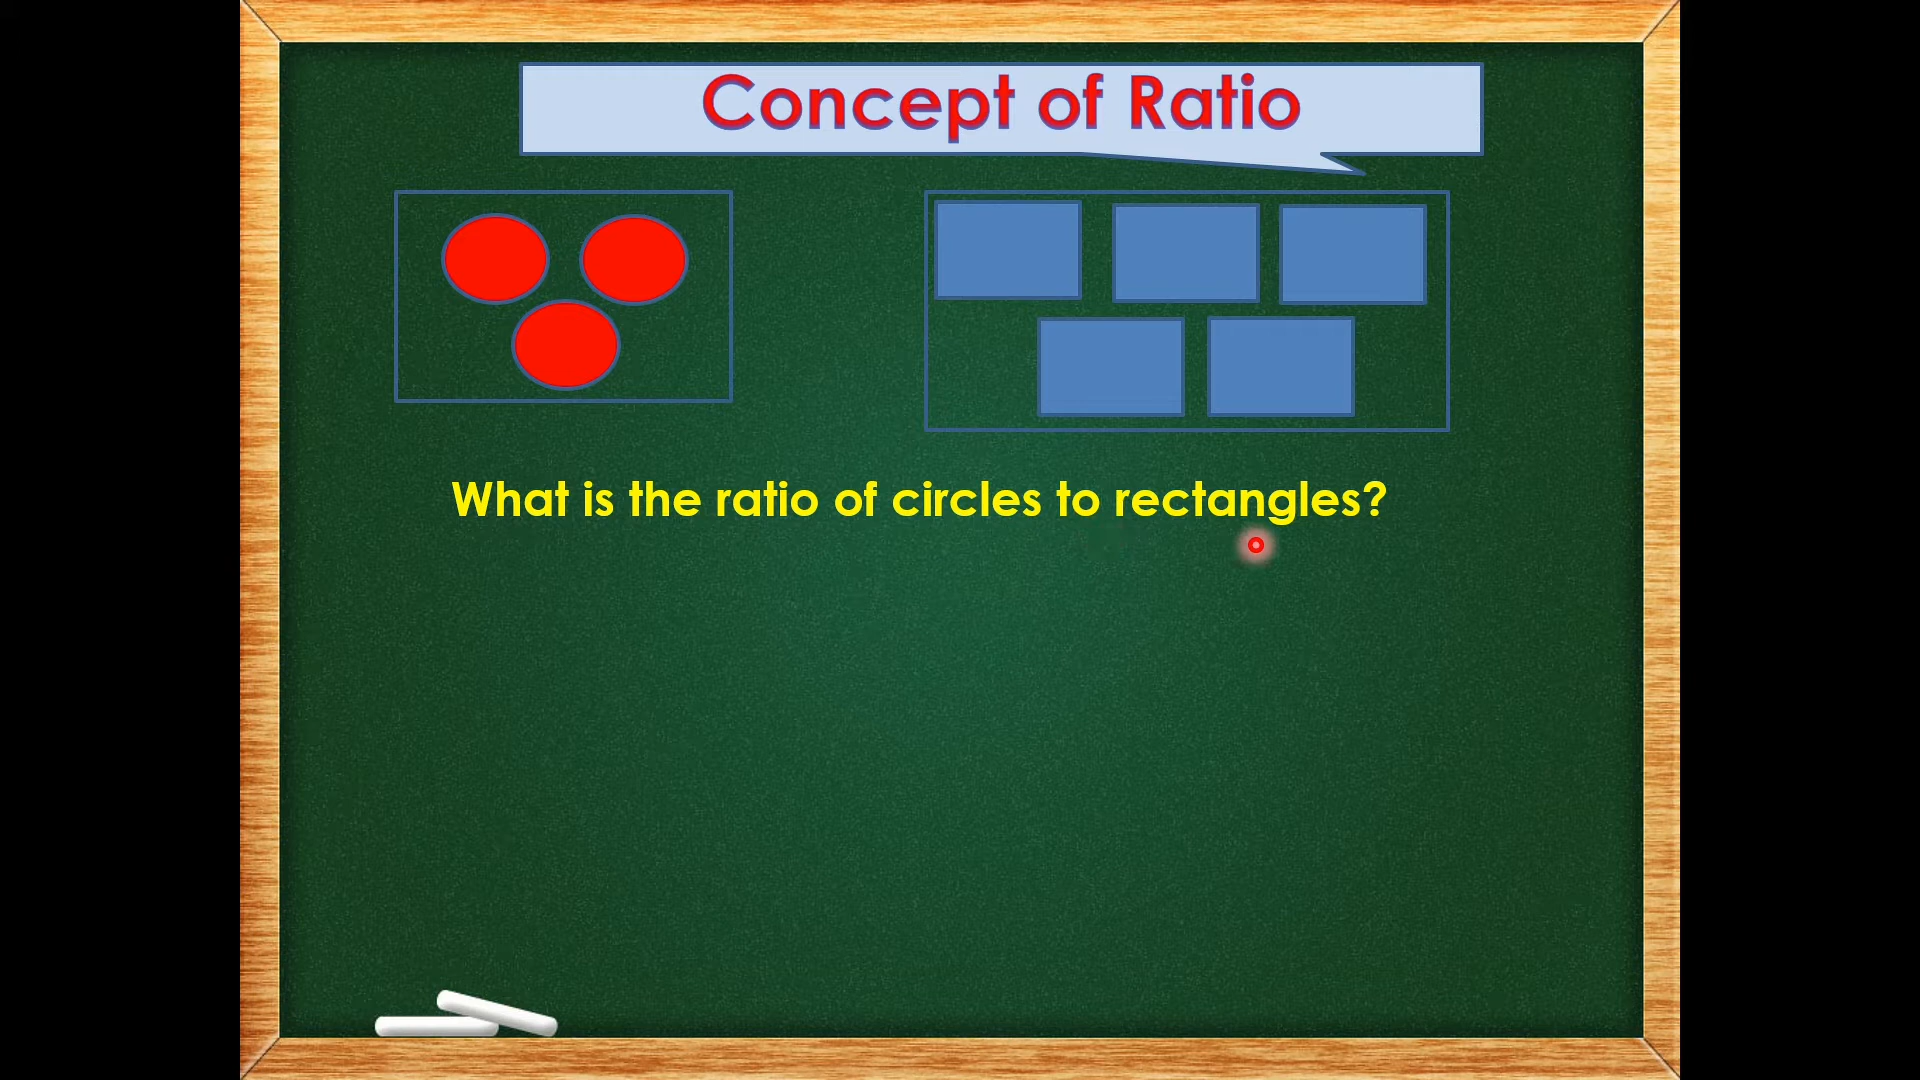 Concept of Ratio
What is the ratio of circles to rectangles?